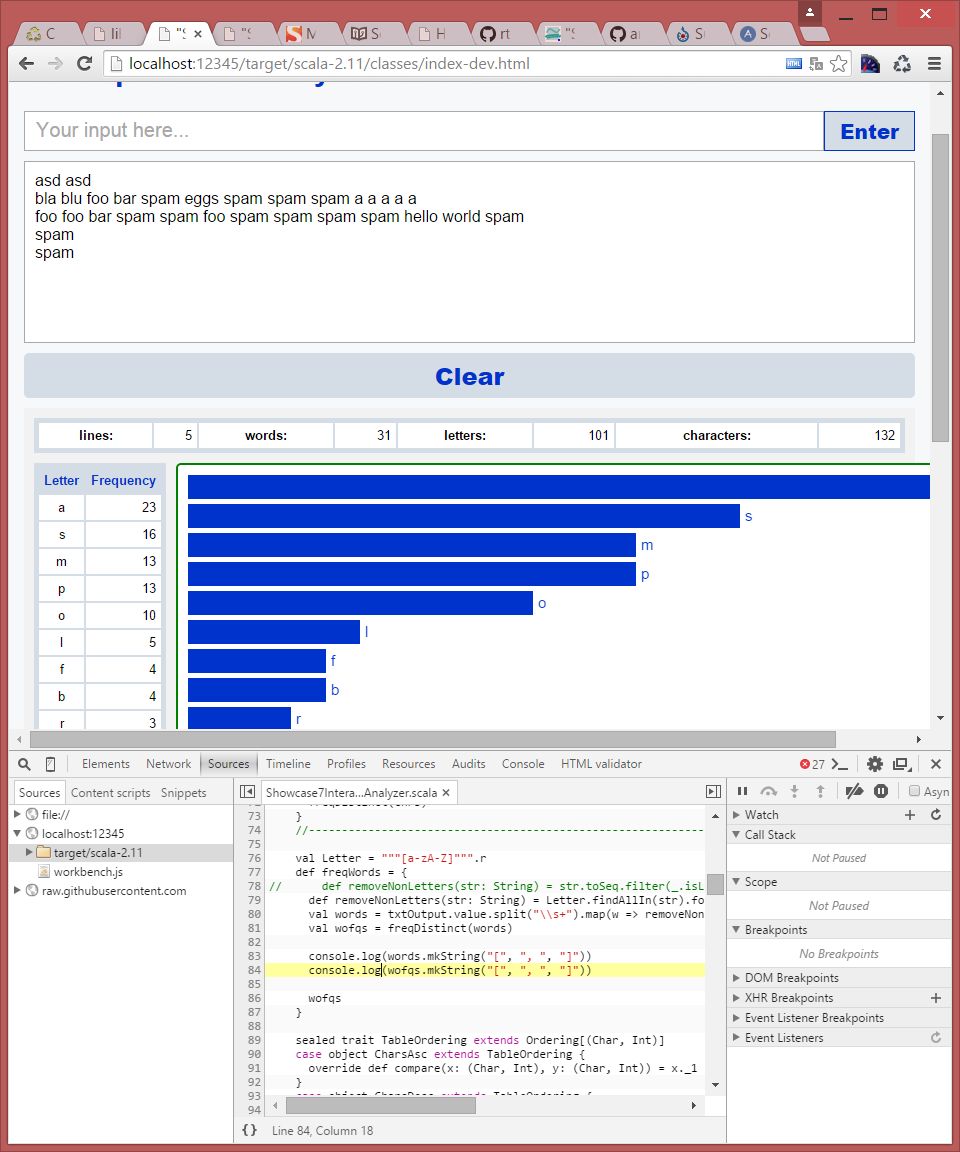 localhost:12345/target/scala-2.11/classes/index-dev.html
Your input here...
Enter
asd asd
bla blu foo bar spam eggs spam spam spam a a a a a
foo foo bar spam spam foo spam spam spam spam hello world spam
spam
spam
Clear
lines: 5 words: 31 letters: 101 characters: 132
Letter Frequency
a 23
s 16
m 13
p 13
o 10
l 5
f 4
b 4
r 3
s
m
p
o
l
f
b
r
Elements Network Sources Timeline Profiles Resources Audits Console HTML validator 27
Sources Content scripts Snippets
file://
localhost:12345
target/scala-2.11
workbench.js
raw.githubusercontent.com
Showcase7Intera...Analyzer.scala
73 }
74 //----------------------------------------------------------
75
76 val Letter = """[a-zA-Z]""".r
77 def freqWords = {
78 // def removeNonLetters(str: String) = str.toSeq.filter(_.isL
79 def removeNonLetters(str: String) = Letter.findAllIn(str).fo
80 val words = txtOutput.value.split("\\s+").map(w => removeNon
81 val wofqs = freqDistinct(words)
82
83 console.log(words.mkString("[", ", ", "]"))
84 console.log(wofqs.mkString("[", ", ", "]"))
85
86 wofqs
87 }
88
89 sealed trait TableOrdering extends Ordering[(Char, Int)]
90 case object CharsAsc extends TableOrdering {
91 override def compare(x: (Char, Int), y: (Char, Int)) = x._1
92 }
93
94
{} Line 84, Column 18
Asyn
Watch
Call Stack
Not Paused
Scope
Not Paused
Breakpoints
No Breakpoints
DOM Breakpoints
XHR Breakpoints
Event Listener Breakpoints
Event Listeners